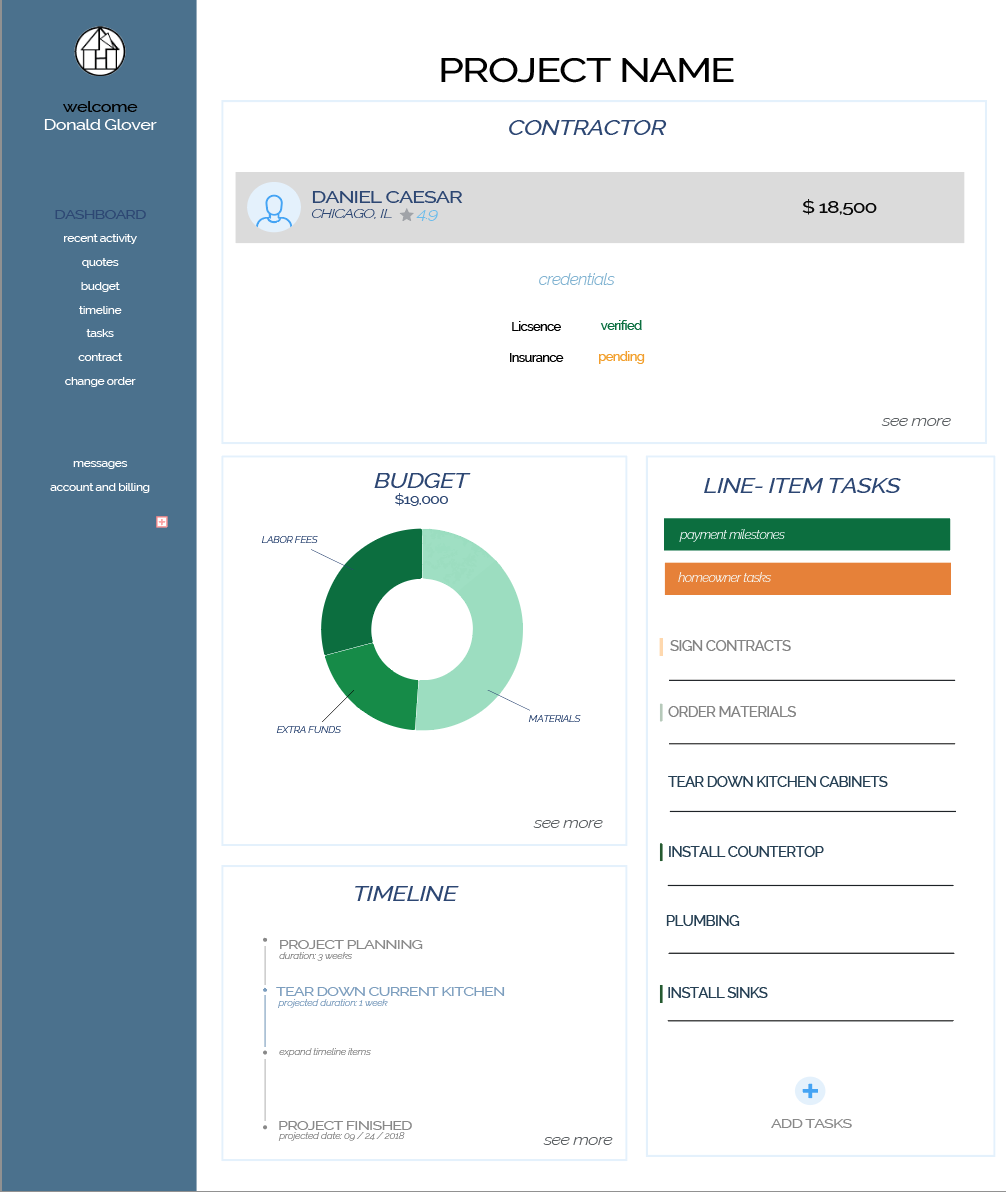 H
welcome
Donald Glover
DASHBOARD
recent activity
quotes
budget
timeline
tasks
contract
change order
messages
account and billing
PROJECT NAME
CONTRACTOR
DANIEL CAESAR
CHICAGO, IL 4.9
$ 18,500
credentials
Licsence verified
Insurance pending
see more
BUDGET
$19,000
LABOR FEES
EXTRA FUNDS
MATERIALS
see more
TIMELINE
PROJECT PLANNING
duration: 3 weeks
TEAR DOWN CURRENT KITCHEN
projected duration: 1 week
expand timeline items
PROJECT FINISHED
projected date: 09 / 24 / 2018
see more
LINE- ITEM TASKS
payment milestones
homeowner tasks
SIGN CONTRACTS
ORDER MATERIALS
TEAR DOWN KITCHEN CABINETS
INSTALL COUNTERTOP
PLUMBING
INSTALL SINKS
ADD TASKS